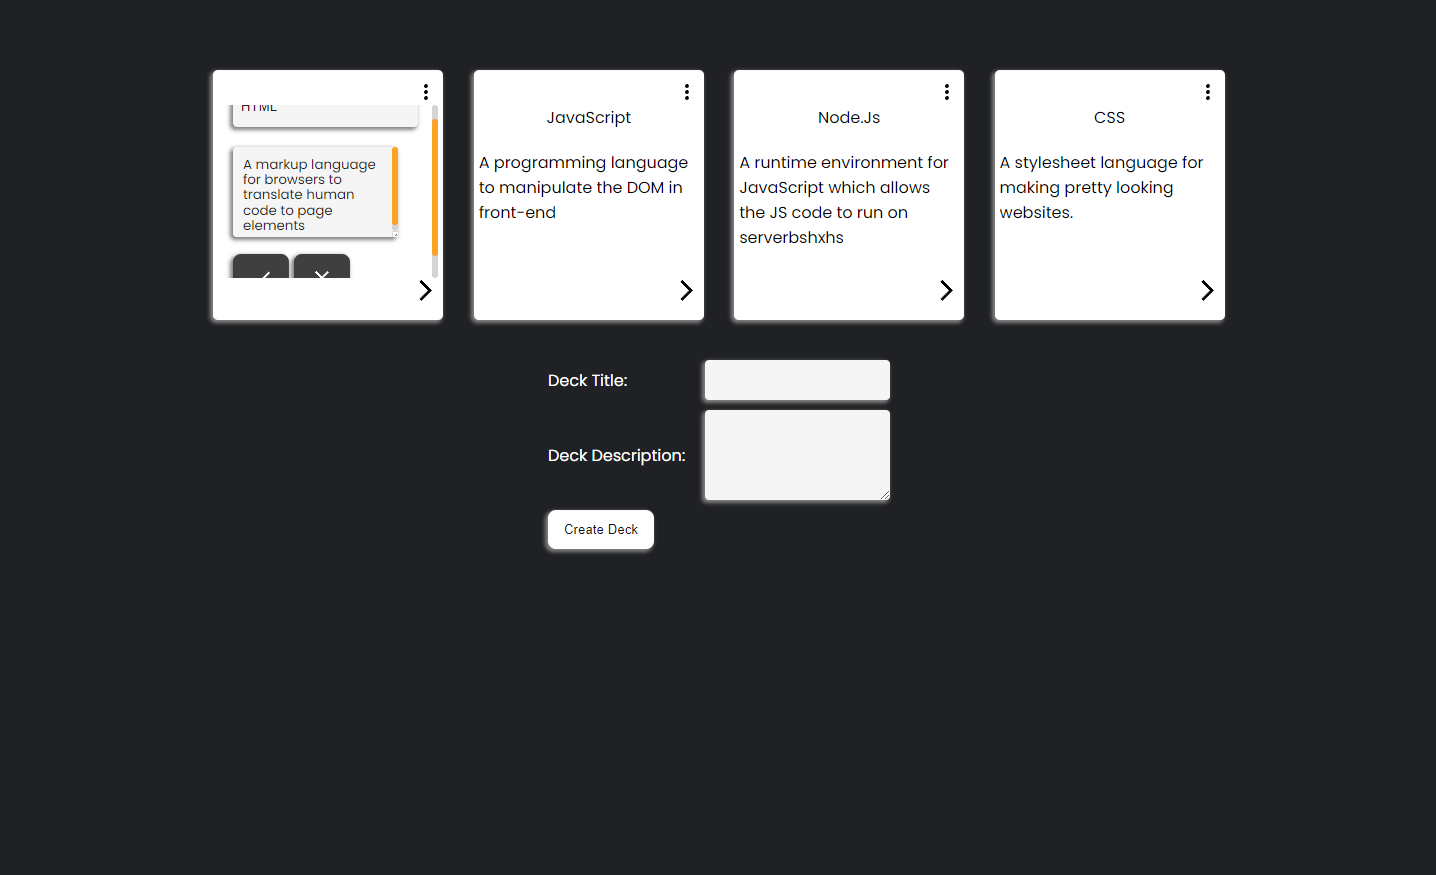 HTML
A markup language
for browsers to
translate human
code to page
elements
JavaScript
A programming language
to manipulate the DOM in
front-end
Node.Js
A runtime environment for
JavaScript which allows
the JS code to run on
serverbshxhs
CSS
A stylesheet language for
making pretty looking
websites.
Deck Title:
Deck Description:
Create Deck